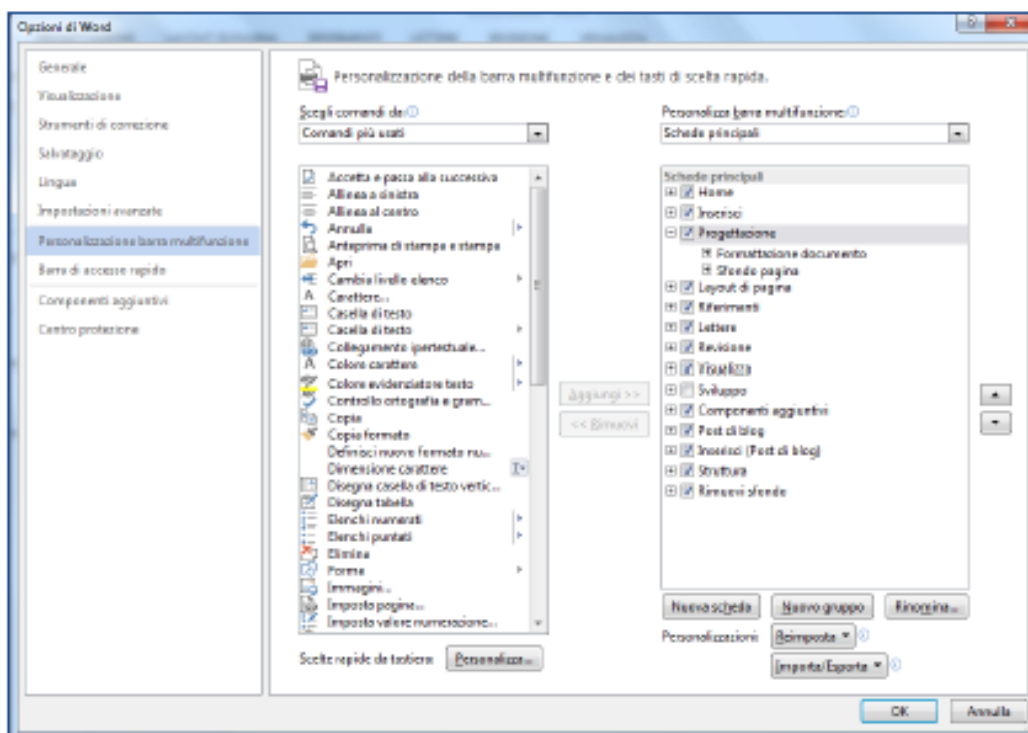 Opzioni di Word
Generale
Visualizzazione
Strumenti di correzione
Salvataggio
Lingua
Impostazioni avanzate
Personalizzazione barra multifunzione
Barra di accesso rapido
Componenti aggiuntivi
Centro protezione
Personalizzazione della barra multifunzione e dei tasti di scelta rapida.
Scegli comandi da:
Comandi più usati
Accetta e passa alla successiva
Allinea a sinistra
Allinea al centro
Annulla
Anteprima di stampa e stampa
Apri
Cambia livello elenco
Carattere...
Casella di testo
Casella di testo
Collegamento ipertestuale...
Colore carattere
Colore evidenziatore testo
Controllo ortografia e gram...
Copia
Copia formato
Definisci nuovo formato nu...
Dimensione carattere
Disegna casella di testo vertic...
Disegna tabella
Elenchi numerati
Elenchi puntati
Elimina
Forme
Immagini...
Imposta pagina...
Imposta valore numerazione...
Scelte rapide da tastiera:
Personalizza...
Aggiungi >>
<< Rimuovi
Personalizza barra multifunzione:
Schede principali
Schede principali
Home
Inserisci
Progettazione
Formattazione documento
Sfondo pagina
Layout di pagina
Riferimenti
Lettere
Revisione
Visualizza
Sviluppo
Componenti aggiuntivi
Post di blog
Inserisci (Post di blog)
Struttura
Rimuovi sfondo
Nuova scheda
Nuovo gruppo
Rinomina...
Personalizzazioni:
Reimposta
Importa/Esporta
OK
Annulla